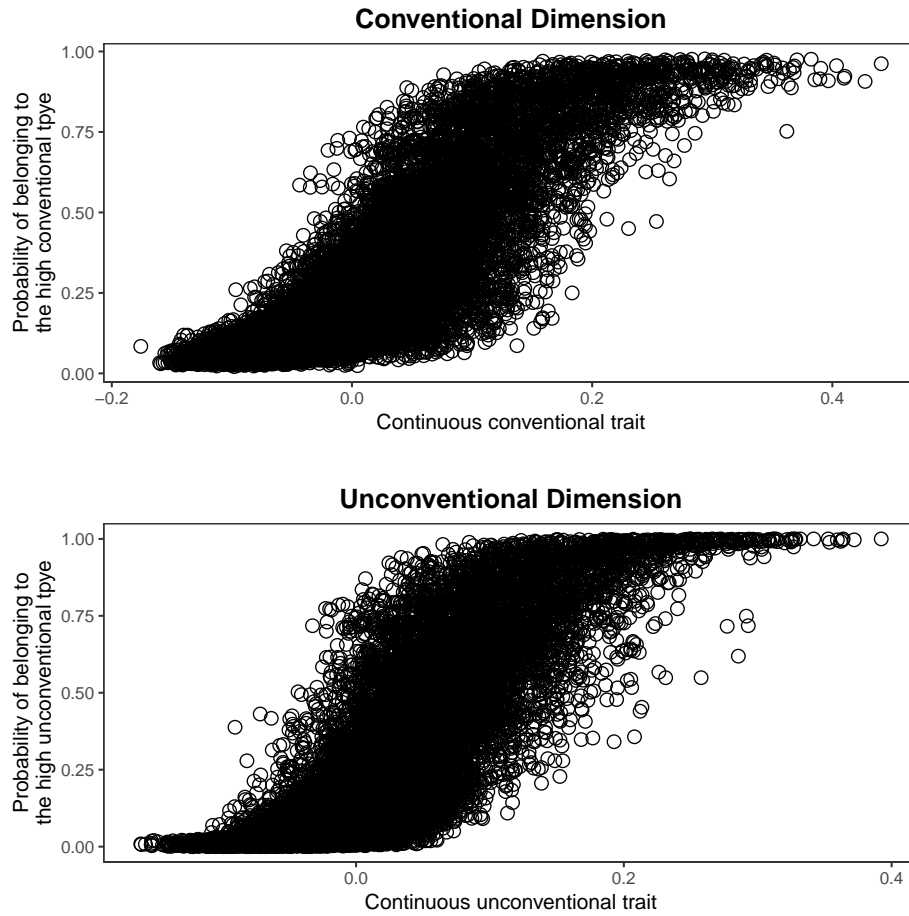 Conventional Dimension
Probability of belonging to
the high conventional tpye
1.00
0.75
0.50
0.25
0.00
−0.2
0.0
0.2
0.4
Continuous conventional trait
Unconventional Dimension
Probability of belonging to
the high unconventional tpye
1.00
0.75
0.50
0.25
0.00
0.0
0.2
0.4
Continuous unconventional trait